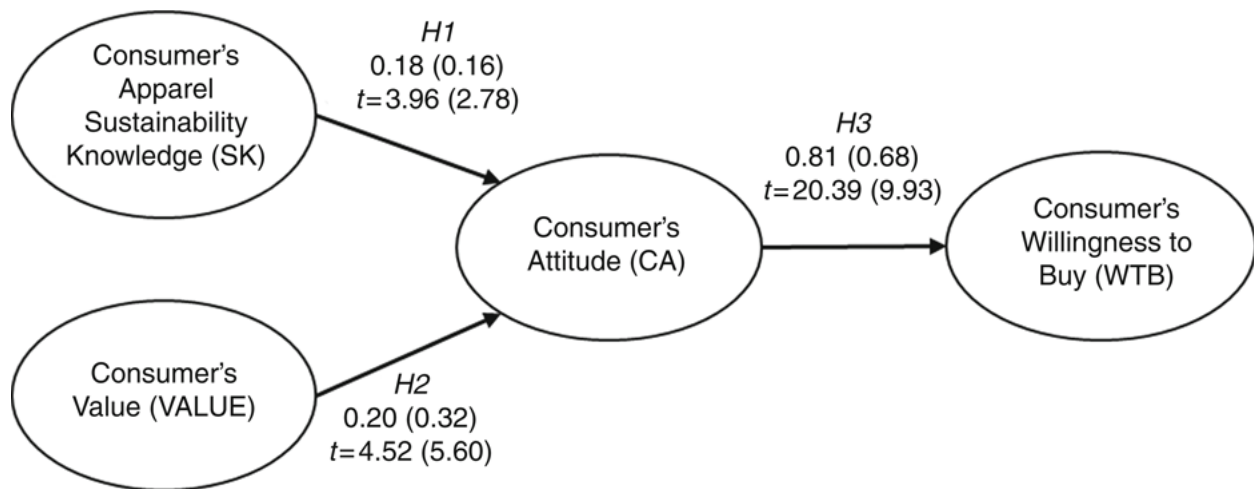 Consumer's
Apparel
Sustainability
Knowledge (SK)
H1
0.18 (0.16)
t=3.96 (2.78)
Consumer's
Value (VALUE)
H2
0.20 (0.32)
t=4.52 (5.60)
Consumer's
Attitude (CA)
H3
0.81 (0.68)
t=20.39 (9.93)
Consumer's
Willingness to
Buy (WTB)